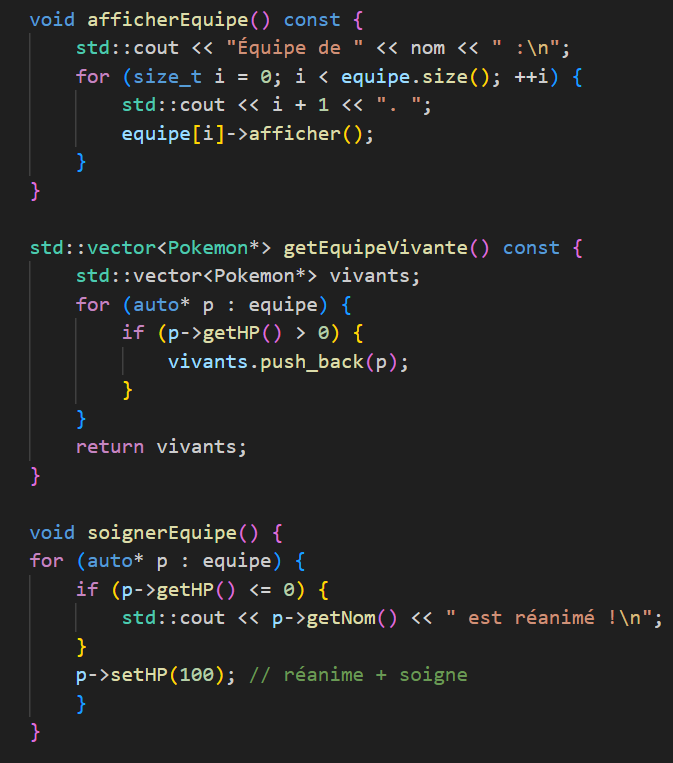 void afficherEquipe() const {
    std::cout << "Équipe de " << nom << " :\n";
    for (size_t i = 0; i < equipe.size(); ++i) {
        std::cout << i + 1 << ". ";
        equipe[i]->afficher();
    }
}

std::vector<Pokemon*> getEquipeVivante() const {
    std::vector<Pokemon*> vivants;
    for (auto* p : equipe) {
        if (p->getHP() > 0) {
            vivants.push_back(p);
        }
    }
    return vivants;
}

void soignerEquipe() {
for (auto* p : equipe) {
    if (p->getHP() <= 0) {
        std::cout << p->getNom() << " est réanimé !\n";
    }
    p->setHP(100); // réanime + soigne
    }
}